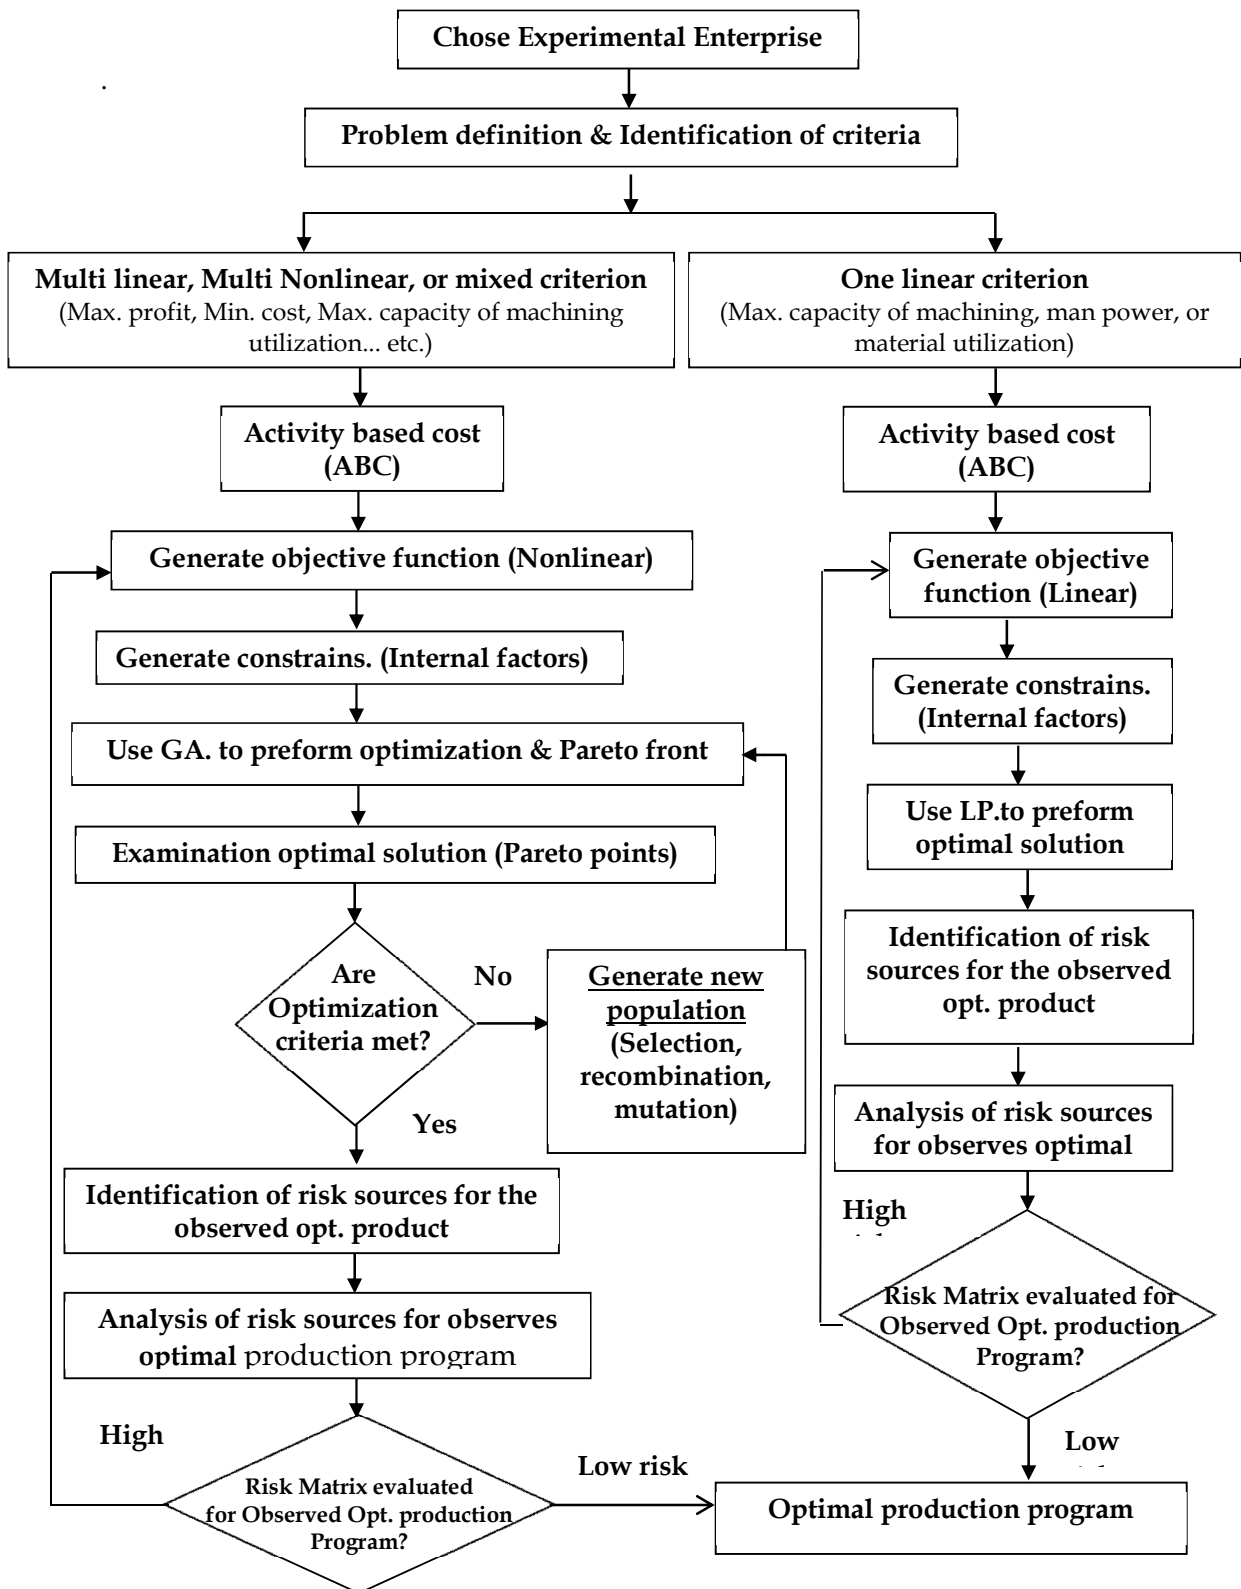 Chose Experimental Enterprise
Problem definition & Identification of criteria
Multi linear, Multi Nonlinear, or mixed criterion
(Max. profit, Min. cost, Max. capacity of machining
utilization... etc.)
One linear criterion
(Max. capacity of machining, man power, or
material utilization)
Activity based cost
(ABC)
Activity based cost
(ABC)
Generate objective function (Nonlinear)
Generate objective
function (Linear)
Generate constrains. (Internal factors)
Generate constrains.
(Internal factors)
Use GA. to preform optimization & Pareto front
Use LP.to preform
optimal solution
Examination optimal solution (Pareto points)
Identification of risk
sources for the observed
opt. product
Are
Optimization
criteria met?
No
Generate new
population
(Selection,
recombination,
mutation)
Yes
Analysis of risk sources
for observes optimal
Identification of risk sources for the
observed opt. product
High
Analysis of risk sources for observes
optimal production program
Risk Matrix evaluated for
Observed Opt. production
Program?
High
Low risk
Low
Risk Matrix evaluated
for Observed Opt. production
Program?
Optimal production program